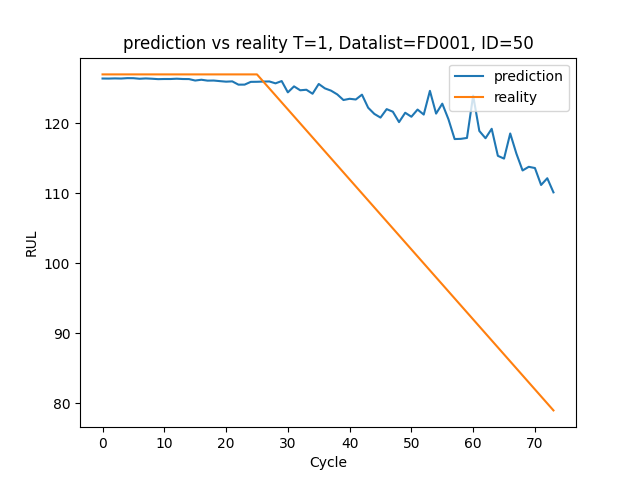 prediction vs reality T=1, Datalist=FD001, ID=50
prediction
reality
RUL
120
110
100
90
80
0 10 20 30 40 50 60 70
Cycle